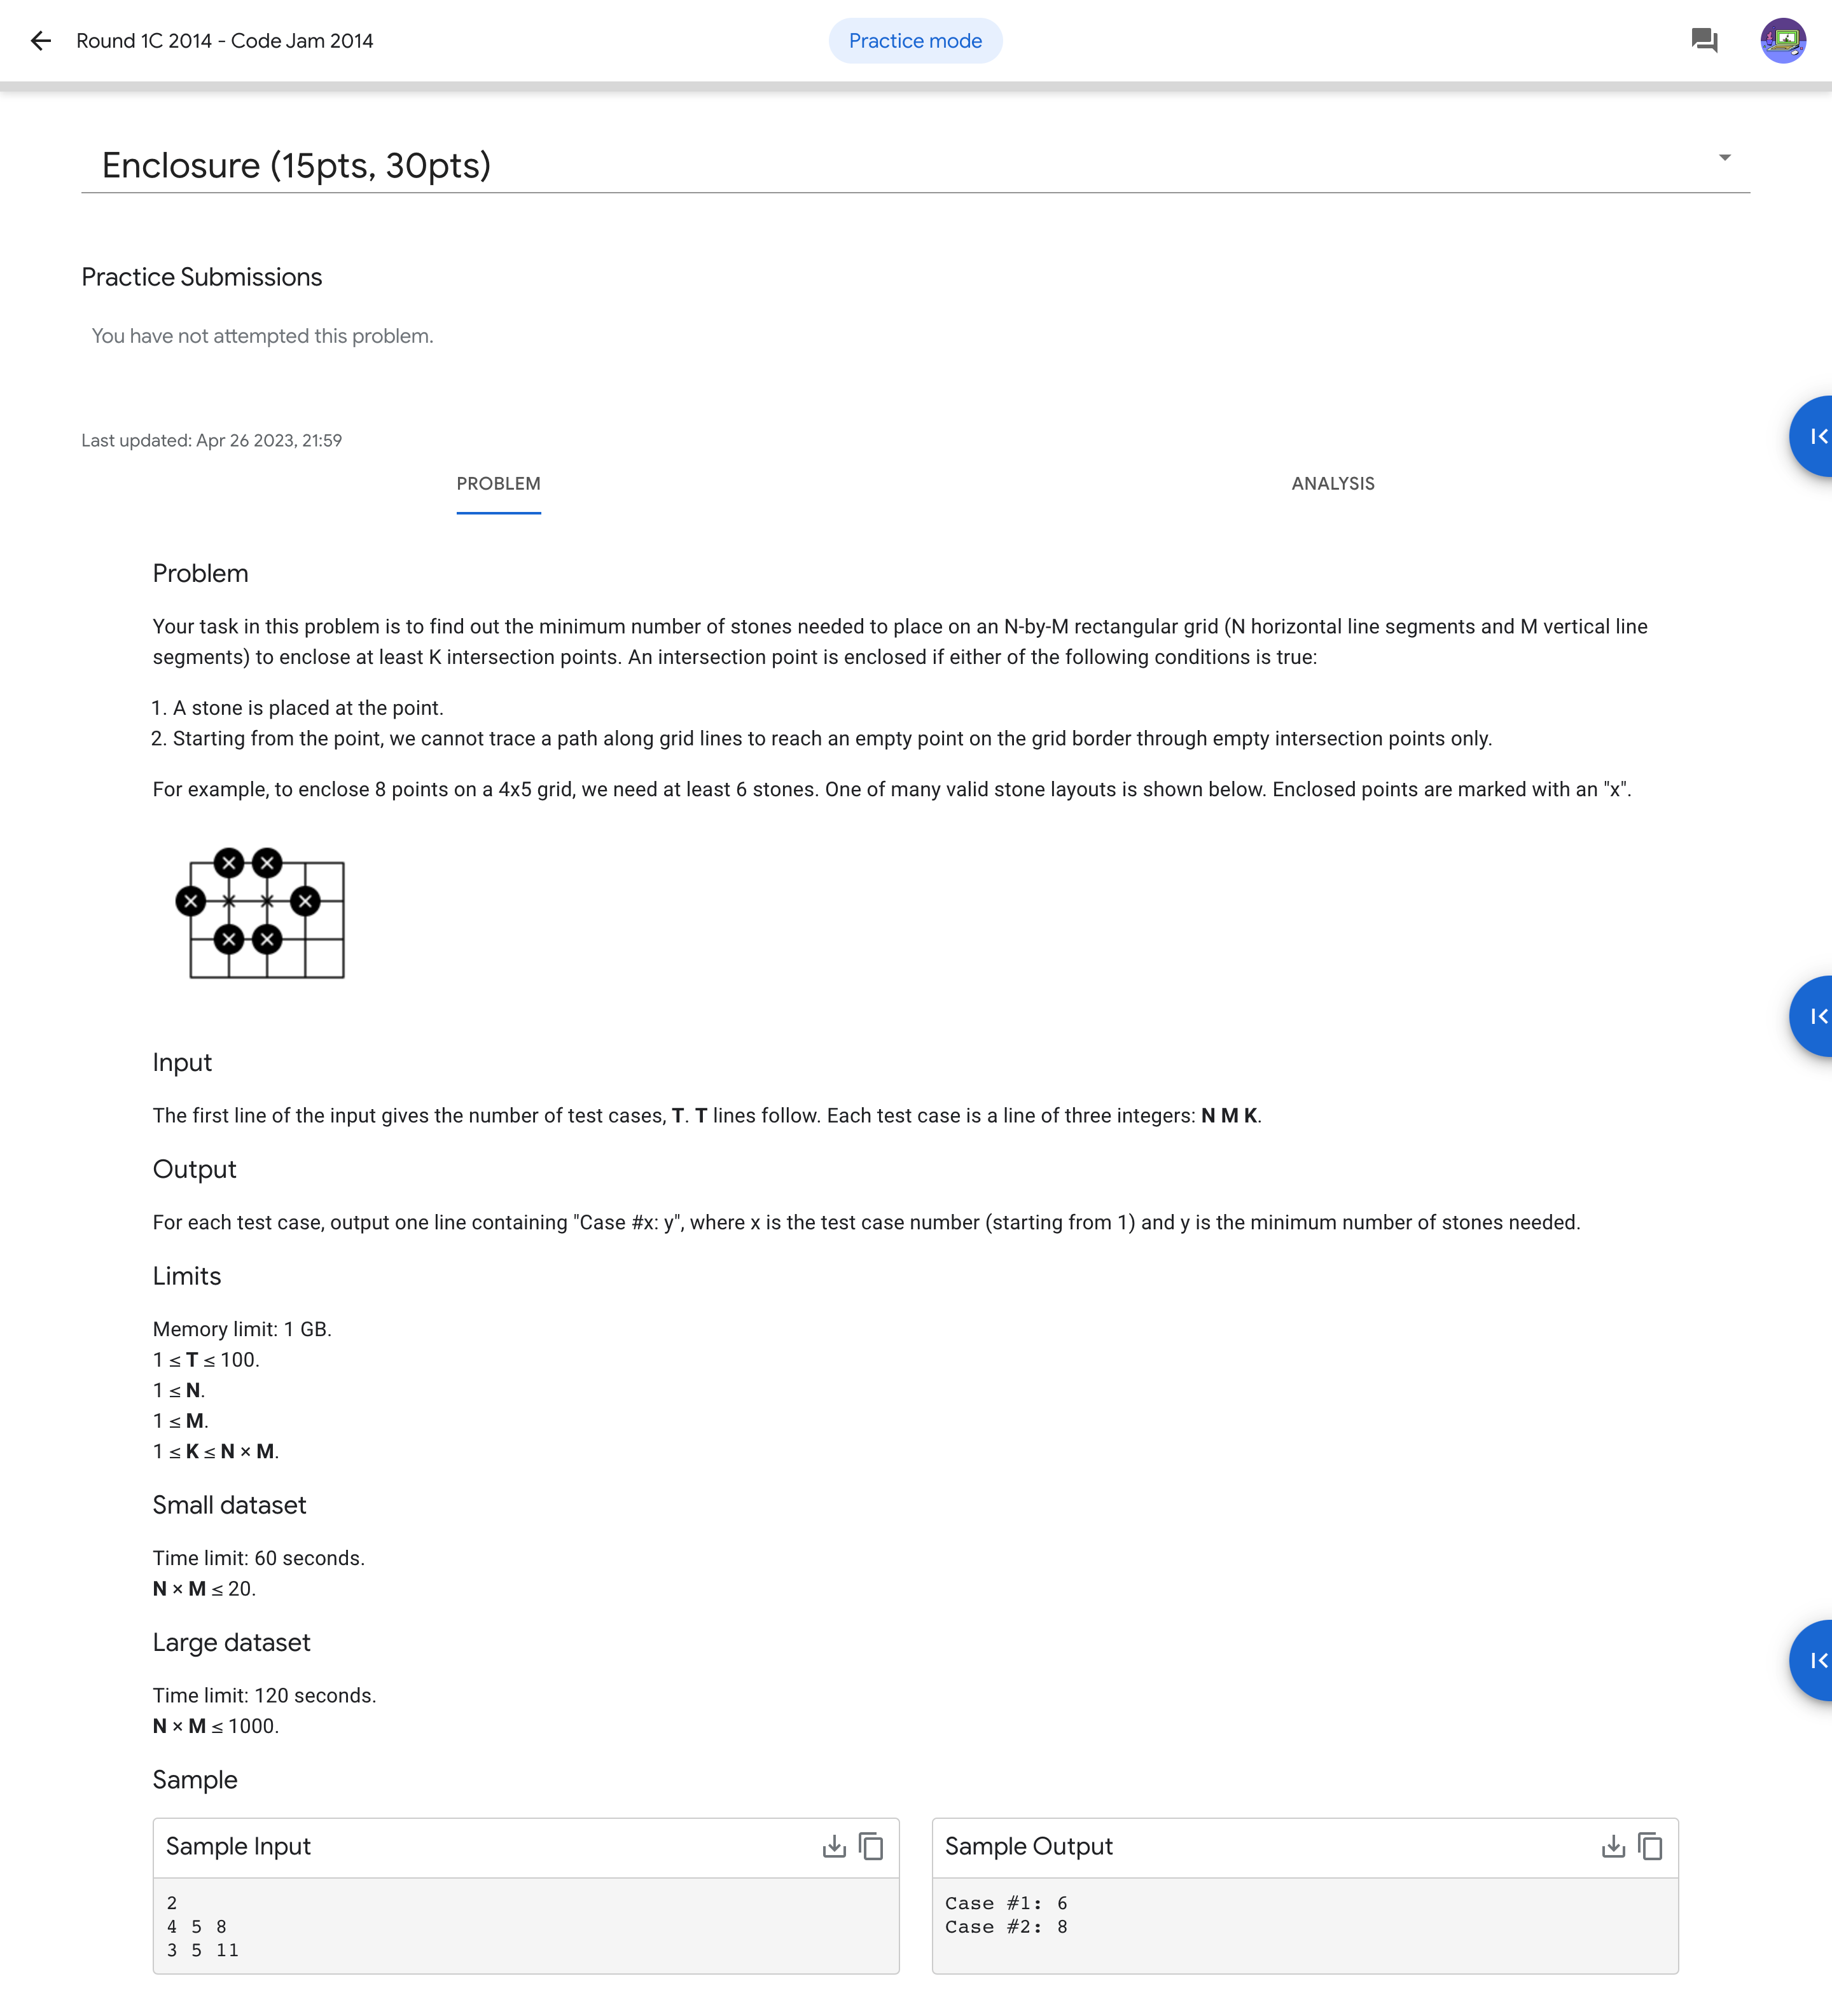 Round 1C 2014 - Code Jam 2014
Practice mode
Enclosure (15pts, 30pts)
Practice Submissions
You have not attempted this problem.
Last updated: Apr 26 2023, 21:59
PROBLEM
ANALYSIS
Problem
Your task in this problem is to find out the minimum number of stones needed to place on an N-by-M rectangular grid (N horizontal line segments and M vertical line
segments) to enclose at least K intersection points. An intersection point is enclosed if either of the following conditions is true:
1. A stone is placed at the point.
2. Starting from the point, we cannot trace a path along grid lines to reach an empty point on the grid border through empty intersection points only.
For example, to enclose 8 points on a 4x5 grid, we need at least 6 stones. One of many valid stone layouts is shown below. Enclosed points are marked with an "x".
Input
The first line of the input gives the number of test cases, T. T lines follow. Each test case is a line of three integers: N M K.
Output
For each test case, output one line containing "Case #x: y", where x is the test case number (starting from 1) and y is the minimum number of stones needed.
Limits
Memory limit: 1 GB.
1 ≤ T ≤ 100.
1 ≤ N.
1 ≤ M.
1 ≤ K ≤ N × M.
Small dataset
Time limit: 60 seconds.
N × M ≤ 20.
Large dataset
Time limit: 120 seconds.
N × M ≤ 1000.
Sample
Sample Input
2
4 5 8
3 5 11
Sample Output
Case #1: 6
Case #2: 8